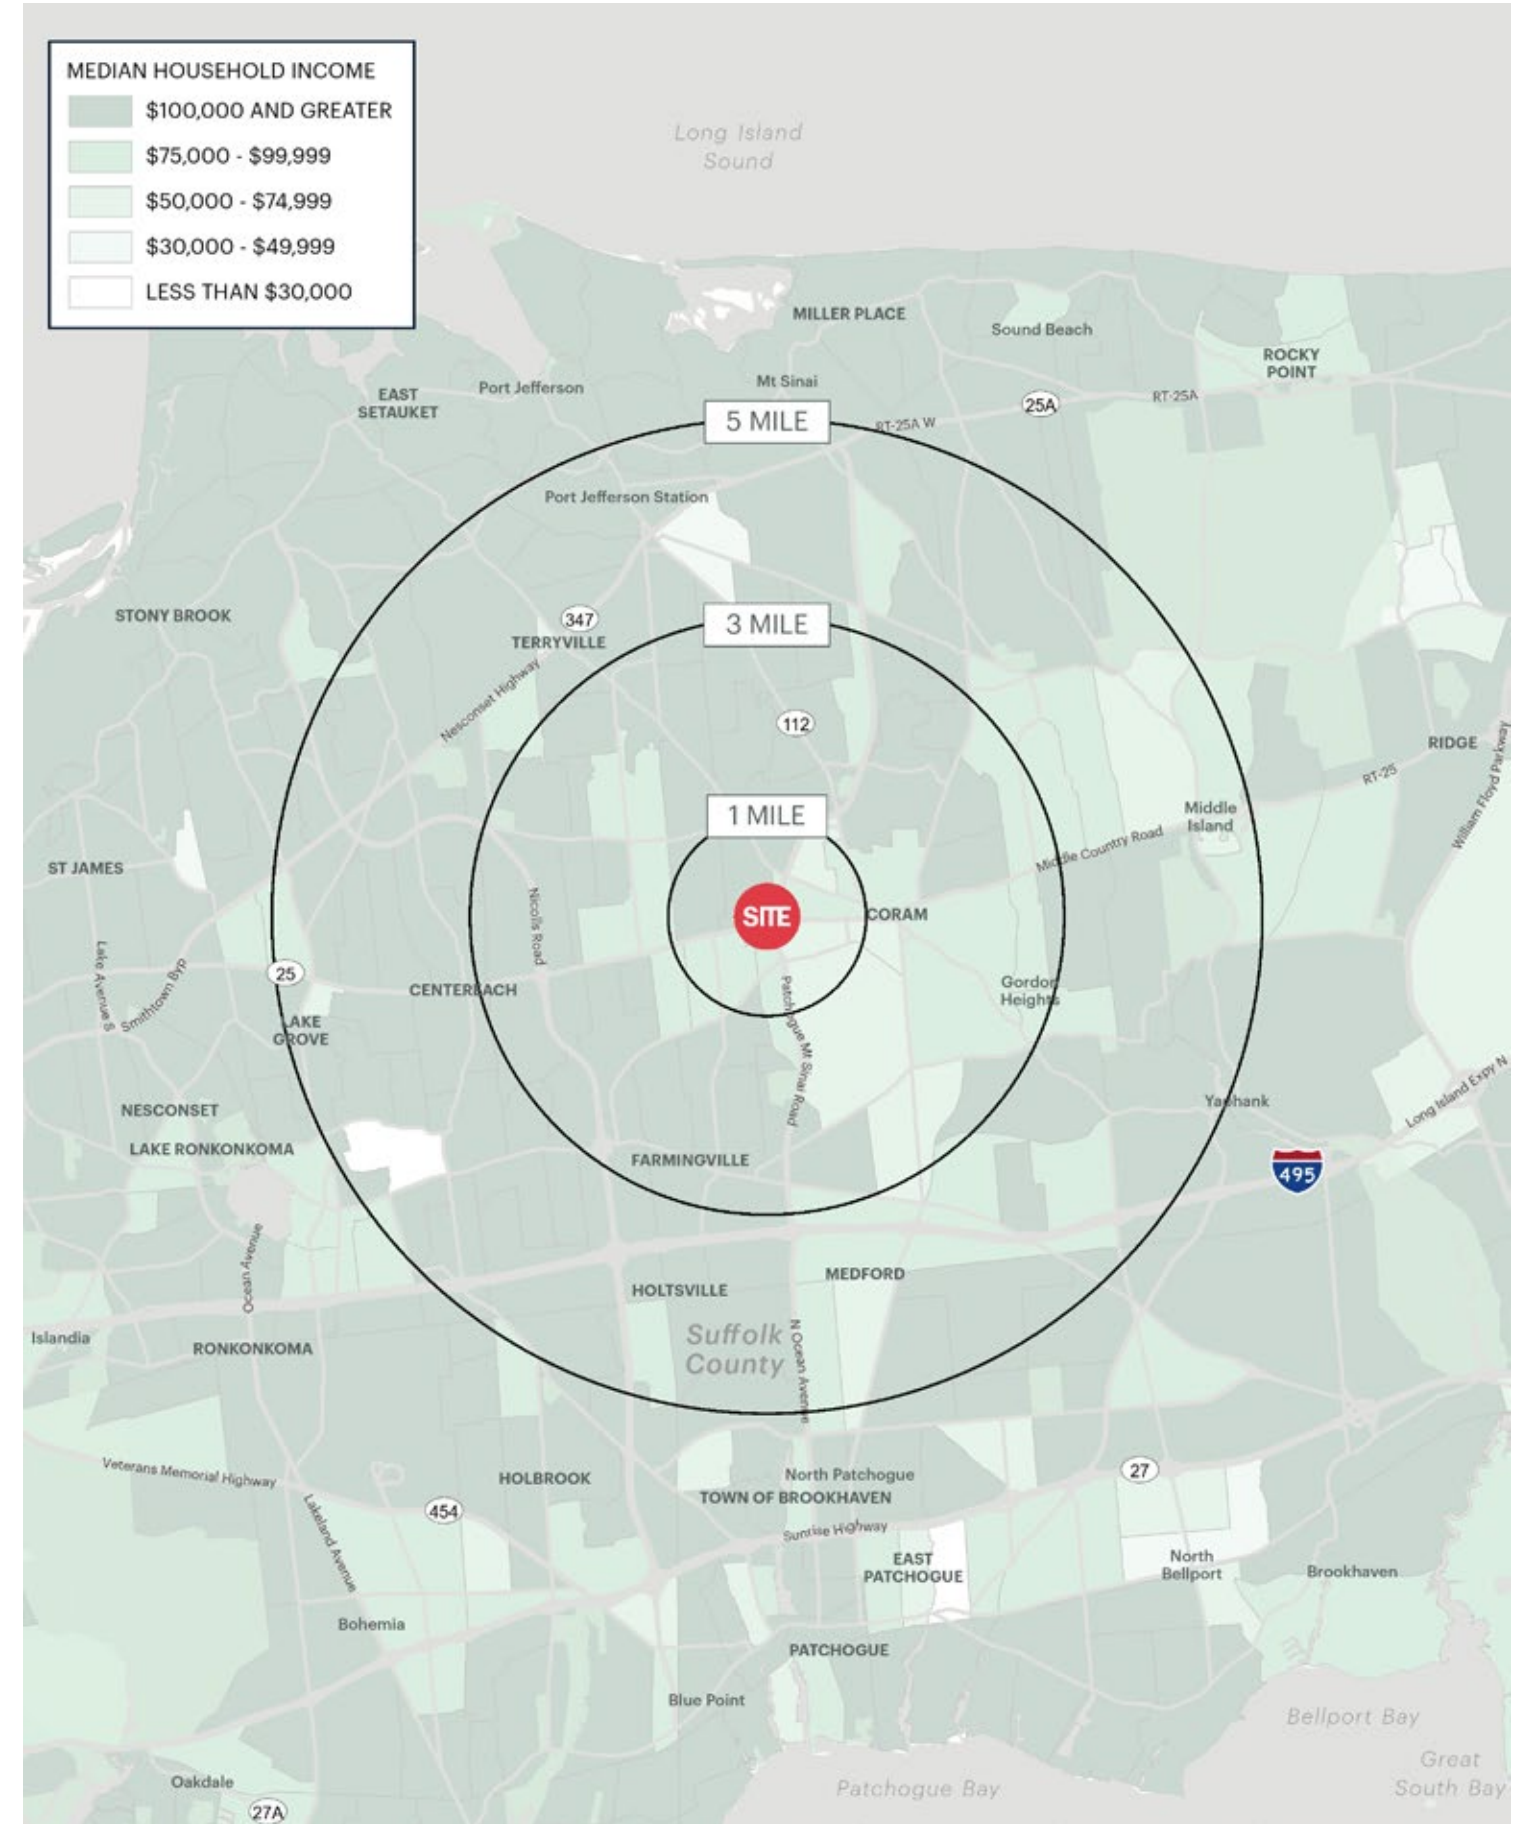 MEDIAN HOUSEHOLD INCOME
$100,000 AND GREATER
$75,000 - $99,999
$50,000 - $74,999
$30,000 - $49,999
LESS THAN $30,000
Long Island
Sound
MILLER PLACE
Sound Beach
ROCKY
POINT
Mt Sinai
Port Jefferson
EAST
SETAUKET
RT-25A
25A
5 MILE
RT-25A W
Port Jefferson Station
STONY BROOK
347
TERRYVILLE
3 MILE
Nesconset Highway
112
RIDGE
RT-25
William Floyd Parkway
1 MILE
Middle
Island
Middle Country Road
ST JAMES
Nicolls Road
SITE
CORAM
Lake Avenue S
Smithtown Byp
25
CENTEREACH
Gordon
Heights
Patchogue Mt Sinai Road
LAKE
GROVE
Long Island Expy N
NESCONSET
Yaphank
LAKE RONKONKOMA
FARMINGVILLE
495
Ocean Avenue
MEDFORD
HOLTSVILLE
Suffolk
County
N Ocean Avenue
Islandia
RONKONKOMA
Veterans Memorial Highway
HOLBROOK
North Patchogue
TOWN OF BROOKHAVEN
27
454
Lakeland Avenue
Sunrise Highway
EAST
PATCHOGUE
North
Bellport
Brookhaven
Bohemia
PATCHOGUE
Blue Point
Bellport Bay
Great
South Bay
Patchogue Bay
Oakdale
27A